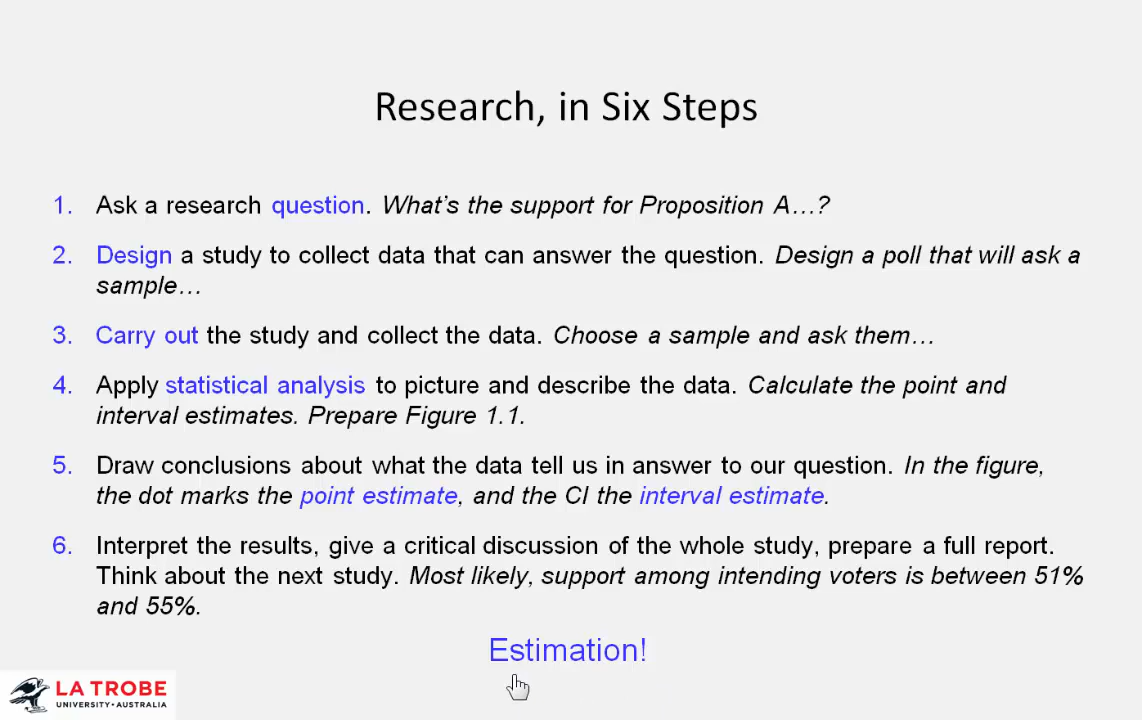 Research, in Six Steps
1. Ask a research question. What's the support for Proposition A…?
2. Design a study to collect data that can answer the question. Design a poll that will ask a
sample…
3. Carry out the study and collect the data. Choose a sample and ask them…
4. Apply statistical analysis to picture and describe the data. Calculate the point and
interval estimates. Prepare Figure 1.1.
5. Draw conclusions about what the data tell us in answer to our question. In the figure,
the dot marks the point estimate, and the CI the interval estimate.
6. Interpret the results, give a critical discussion of the whole study, prepare a full report.
Think about the next study. Most likely, support among intending voters is between 51%
and 55%.
Estimation!
LA TROBE
UNIVERSITY•AUSTRALIA